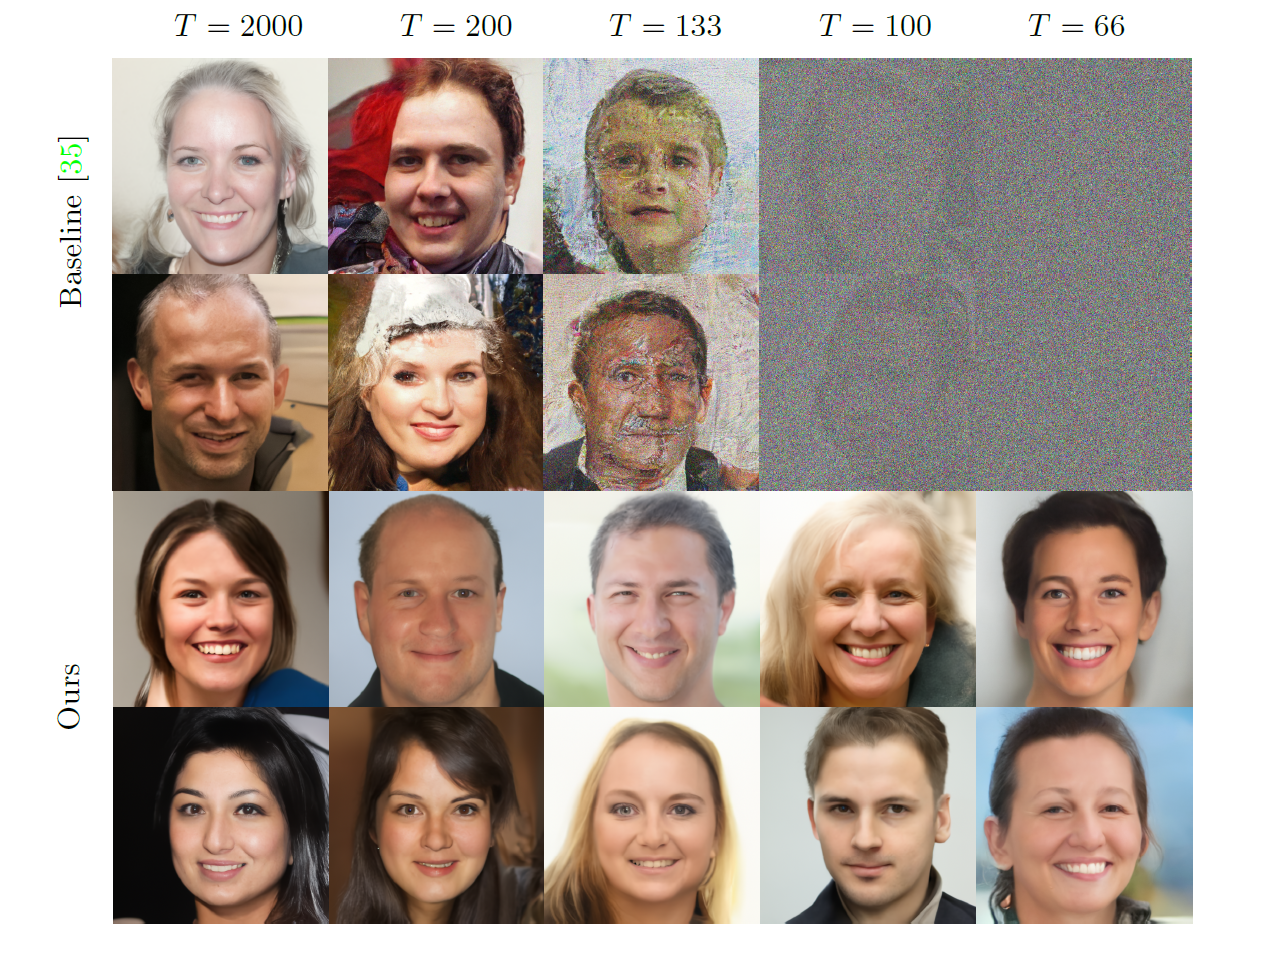 T = 2000 T = 200 T = 133 T = 100 T = 66
Baseline [35]
Ours